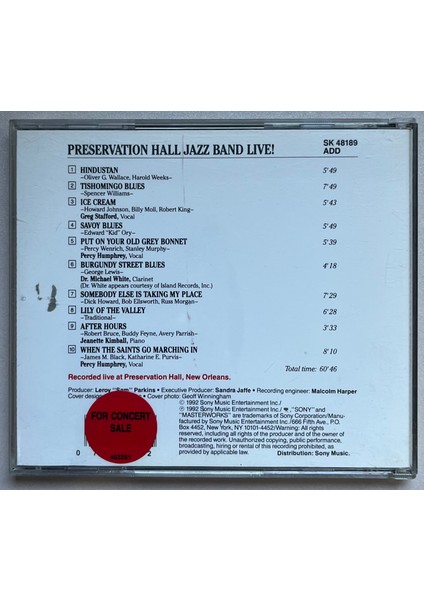 PRESERVATION HALL JAZZ BAND LIVE!
SK 48189
ADD
1 HINDUSTAN 5'49
–Oliver G. Wallace, Harold Weeks–
2 TISHOMINGO BLUES 7'49
–Spencer Williams–
3 ICE CREAM 5'43
–Howard Johnson, Billy Moll, Robert King–
Greg Stafford, Vocal
4 SAVOY BLUES 5'49
–Edward "Kid" Ory–
5 PUT ON YOUR OLD GREY BONNET 5'39
–Percy Wenrich, Stanley Murphy–
Percy Humphrey, Vocal
6 BURGUNDY STREET BLUES 4'18
–George Lewis–
Dr. Michael White, Clarinet
(Dr. White appears courtesy of Island Records, Inc.)
7 SOMEBODY ELSE IS TAKING MY PLACE 7'29
–Dick Howard, Bob Ellsworth, Russ Morgan–
8 LILY OF THE VALLEY 6'28
–Traditional–
9 AFTER HOURS 3'33
–Robert Bruce, Buddy Feyne, Avery Parrish–
Jeanette Kimball, Piano
10 WHEN THE SAINTS GO MARCHING IN 8'10
–James M. Black, Katharine E. Purvis–
Percy Humphrey, Vocal
Total time: 60'46
Recorded live at Preservation Hall, New Orleans.
Producer: Leroy "Sam" Parkins • Executive Producer: Sandra Jaffe • Recording engineer: Malcolm Harper
Cover design • Cover photo: Geoff Winningham
FOR CONCERT
SALE
0 2
© 1992 Sony Music Entertainment Inc./
℗ 1992 Sony Music Entertainment Inc./ "SONY" and
"MASTERWORKS" are trademarks of Sony Corporation/Manu-
factured by Sony Music Entertainment Inc./666 Fifth Ave., P.O.
Box 4452, New York, NY 10101-4452/Warning: All rights
reserved, including all rights of the producer and of the owner of
the recorded work. Unauthorized copying, public performance,
broadcasting, hiring or rental of this recording prohibited, as
provided by applicable law. Distribution: Sony Music.